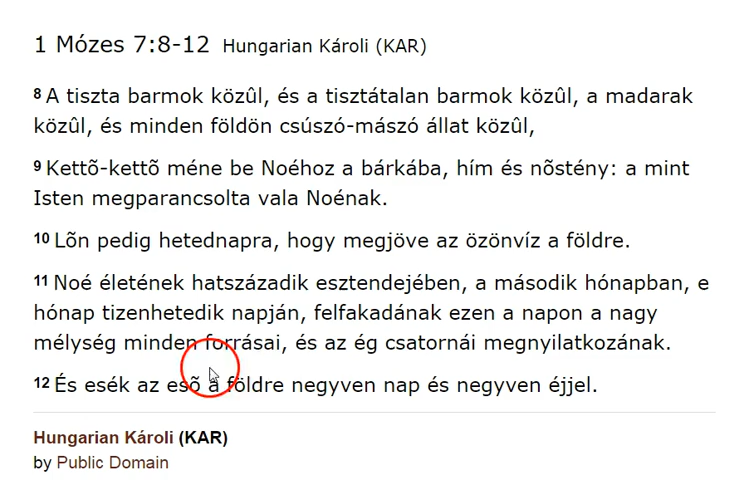 1 Mózes 7:8-12 Hungarian Károli (KAR)
8 A tiszta barmok közûl, és a tisztátalan barmok közûl, a madarak
közûl, és minden földön csúszó-mászó állat közûl,
9 Kettõ-kettõ méne be Noéhoz a bárkába, hím és nõstény: a mint
Isten megparancsolta vala Noénak.
10 Lõn pedig hetednapra, hogy megjöve az özönvíz a földre.
11 Noé életének hatszázadik esztendejében, a második hónapban, e
hónap tizenhetedik napján, felfakadának ezen a napon a nagy
mélység minden forrásai, és az ég csatornái megnyilatkozának.
12 És esék az esõ a földre negyven nap és negyven éjjel.
Hungarian Károli (KAR)
by Public Domain